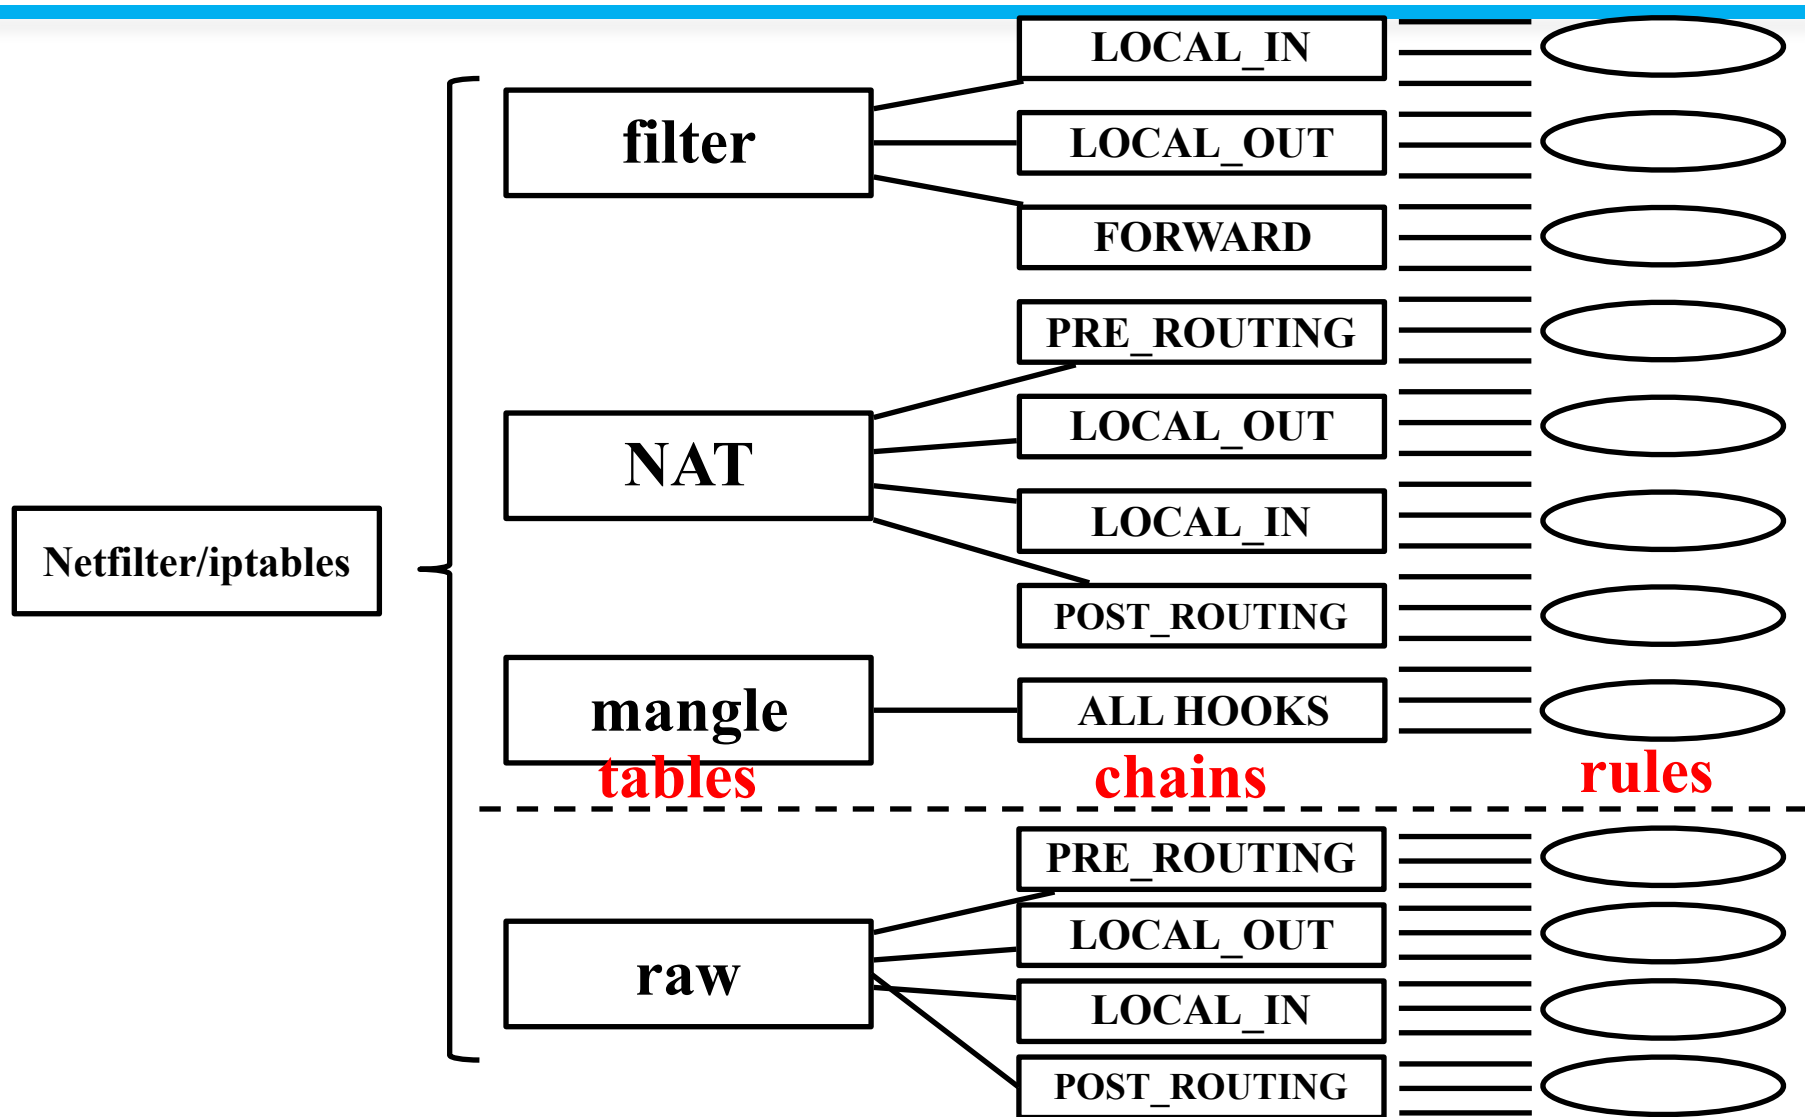 LOCAL_IN
filter
LOCAL_OUT
FORWARD
PRE_ROUTING
LOCAL_OUT
NAT
LOCAL_IN
Netfilter/iptables
POST_ROUTING
mangle
ALL HOOKS
tables
chains
rules
PRE_ROUTING
LOCAL_OUT
raw
LOCAL_IN
POST_ROUTING